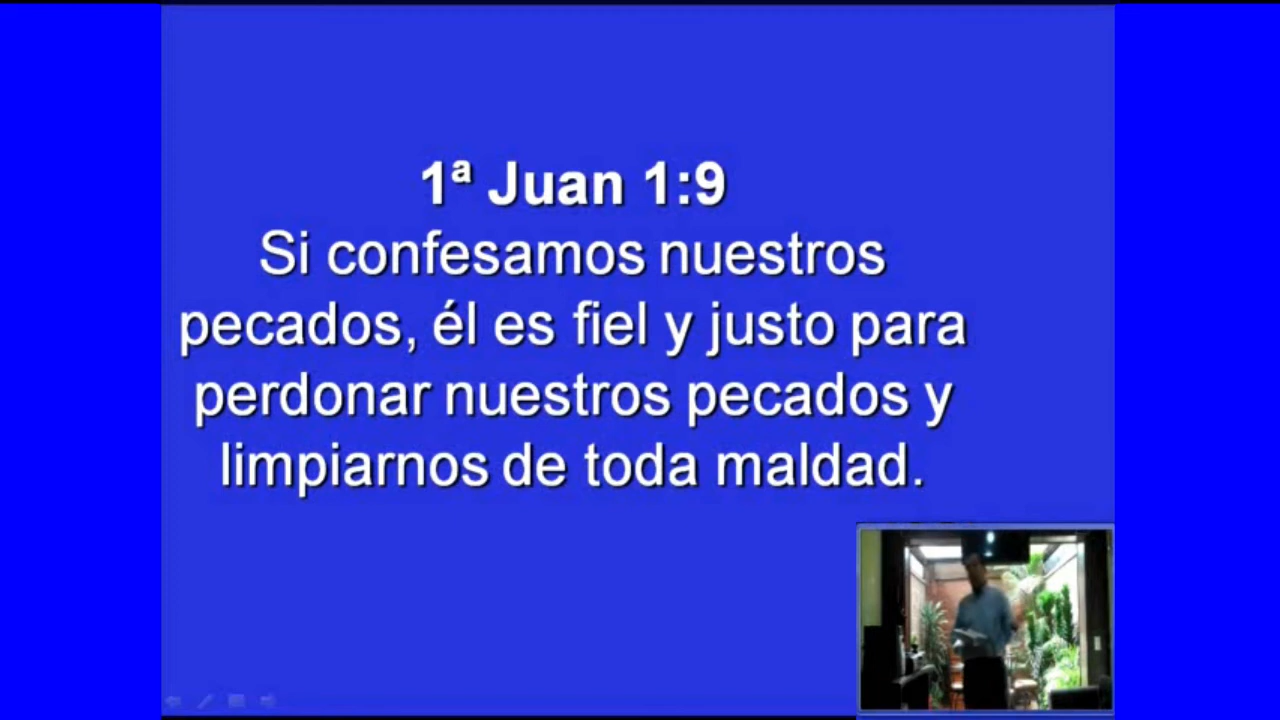 1ª Juan 1:9
Si confesamos nuestros
pecados, él es fiel y justo para
perdonar nuestros pecados y
limpiarnos de toda maldad.